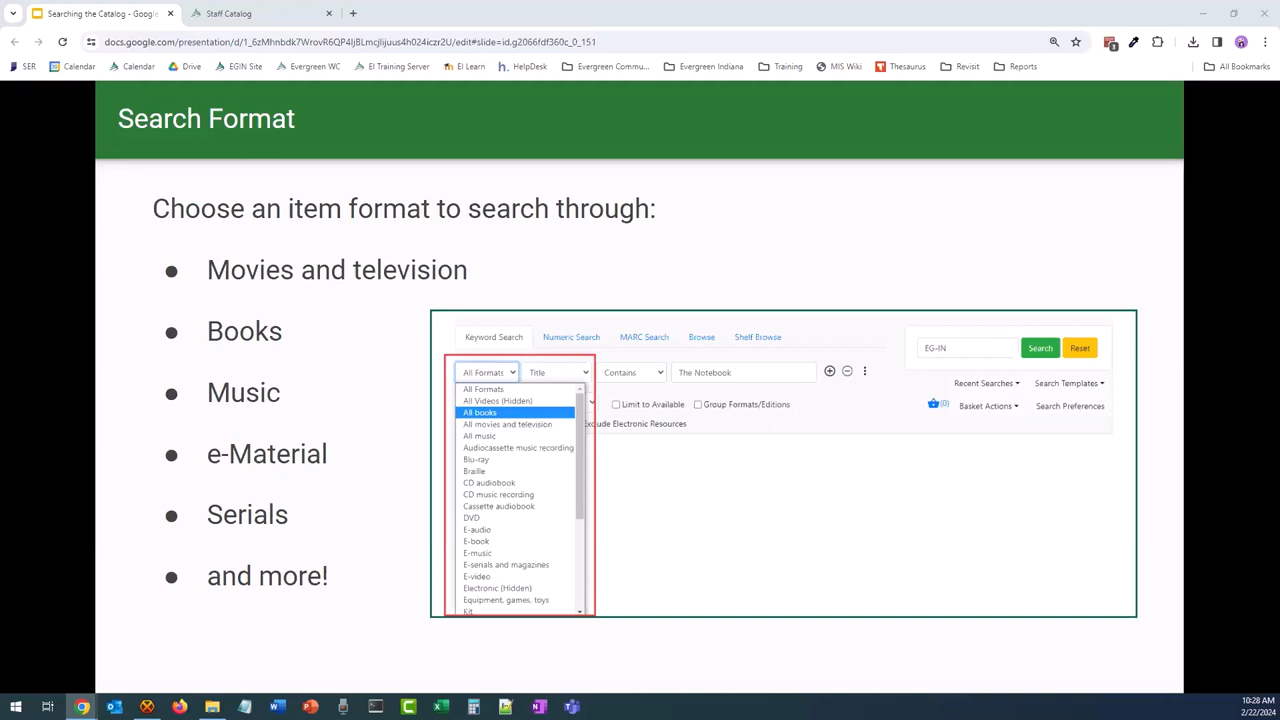 Searching the Catalog - Google
Staff Catalog
docs.google.com/presentation/d/1_6zMhnbdk7WrovR6QP4ljBLmcjlijuus4h024iczr2U/edit#slide=id.g2066fdf360c_0_151
SER Calendar Calendar Drive EGIN Site Evergreen WC EI Training Server EI Learn HelpDesk Evergreen Commu... Evergreen Indiana Training MIS Wiki Thesaurus Revisit Reports All Bookmarks
Search Format
Choose an item format to search through:
● Movies and television
● Books
● Music
● e-Material
● Serials
● and more!
Keyword Search Numeric Search MARC Search Browse Shelf Browse
EG-IN Search Reset
All Formats Title Contains The Notebook
Recent Searches Search Templates
Limit to Available Group Formats/Editions
(0) Basket Actions Search Preferences
Exclude Electronic Resources
All Formats
All Videos (Hidden)
All books
All movies and television
All music
Audiocassette music recording
Blu-ray
Braille
CD audiobook
CD music recording
Cassette audiobook
DVD
E-audio
E-book
E-music
E-serials and magazines
E-video
Electronic (Hidden)
Equipment, games, toys
Kit
10:28 AM
2/22/2024